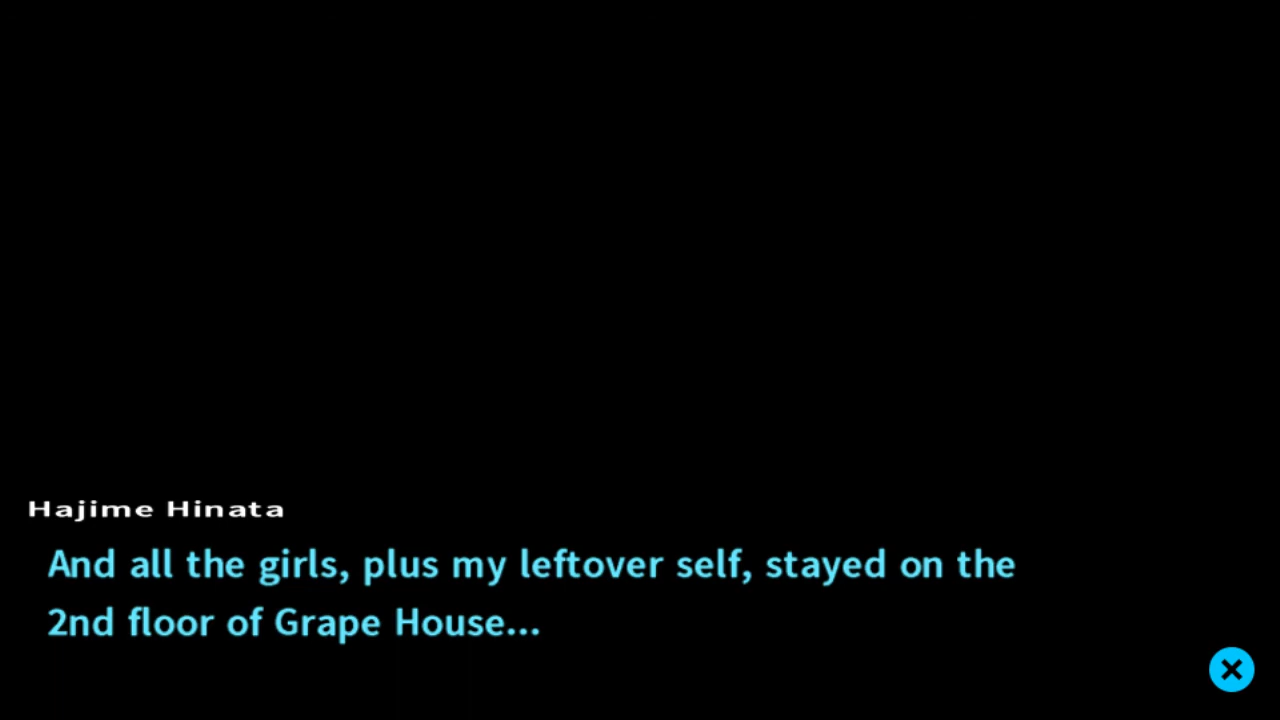 Hajime Hinata
And all the girls, plus my leftover self, stayed on the
2nd floor of Grape House...